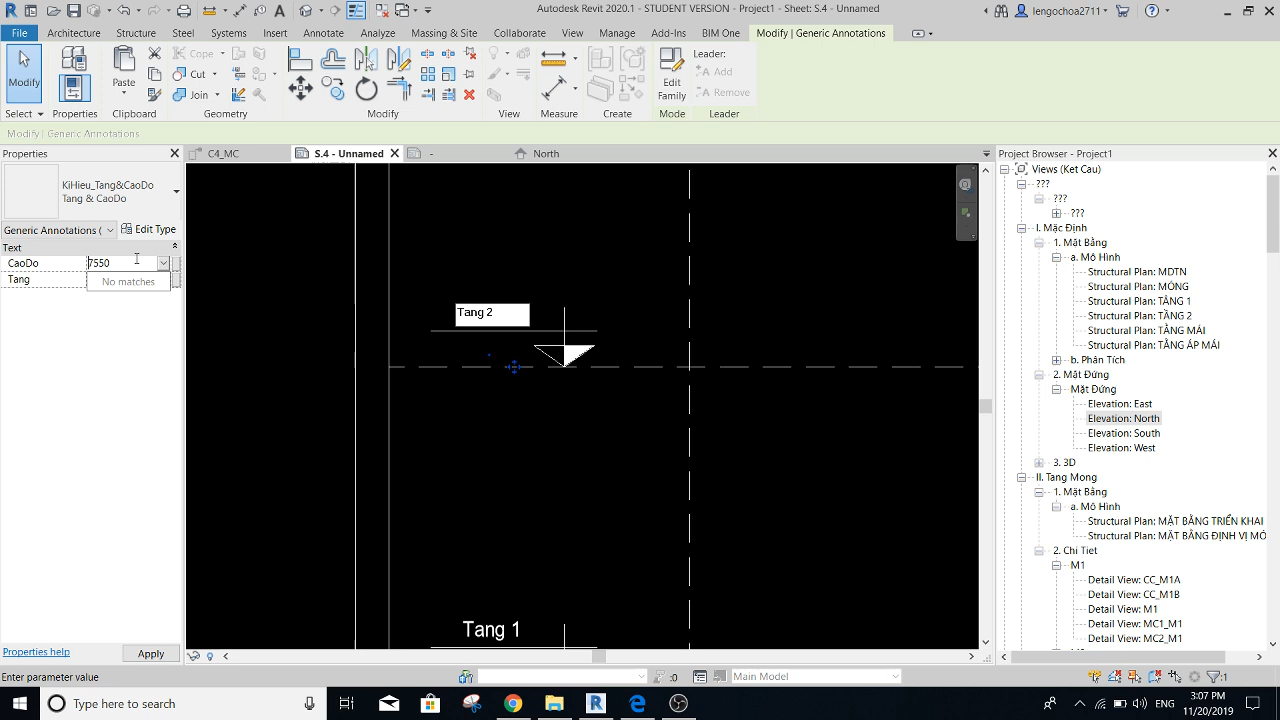 Autodesk Revit 2020.1 - STUDENT VERSION - Project1 - Sheet: S.4 - Unnamed
lengochoa2711
File
Architecture
Structure
Steel
Systems
Insert
Annotate
Analyze
Massing & Site
Collaborate
View
Manage
Add-Ins
BIM One
Modify | Generic Annotations
Modify
Paste
Cope
Cut
Join
Edit Family
Leader:
Add
Remove
Select
Properties
Clipboard
Geometry
Modify
View
Measure
Create
Mode
Leader
Modify | Generic Annotations
Properties
C4_MC
S.4 - Unnamed
-
North
Project Browser - Project1
KiHieu_Tang&CaoDo
Tang & CaoDo
Generic Annotations (
Edit Type
Text
CaoDo
7550
Tang
No matches
Tang 2
Tang 1
Views (Ket Cau)
???
???
???
I. Mặc Định
1. Mặt Bằng
a. Mô Hình
Structural Plan: MDTN
Structural Plan: MÓNG
Structural Plan: TẦNG 1
Structural Plan: TẦNG 2
Structural Plan: TẦNG MÁI
Structural Plan: TẦNG ÁP MÁI
b. Phân Tích
2. Mặt Đứng
Mặt Đứng
Elevation: East
Elevation: North
Elevation: South
Elevation: West
3. 3D
II. Tang Mong
1. Mặt Bằng
a. Mô Hình
Structural Plan: MẶT BẰNG TRIỂN KHAI
Structural Plan: MẶT BẰNG ĐỊNH VỊ MÓ
2. Chi Tiet
M1
Detail View: CC_M1A
Detail View: CC_M1B
Detail View: M1
Detail View: MC1_M1
Detail View: MC2_M1
Properties help
Apply
Enter parameter value
:0
Main Model
:1
Type here to search
ENG
3:07 PM
11/20/2019